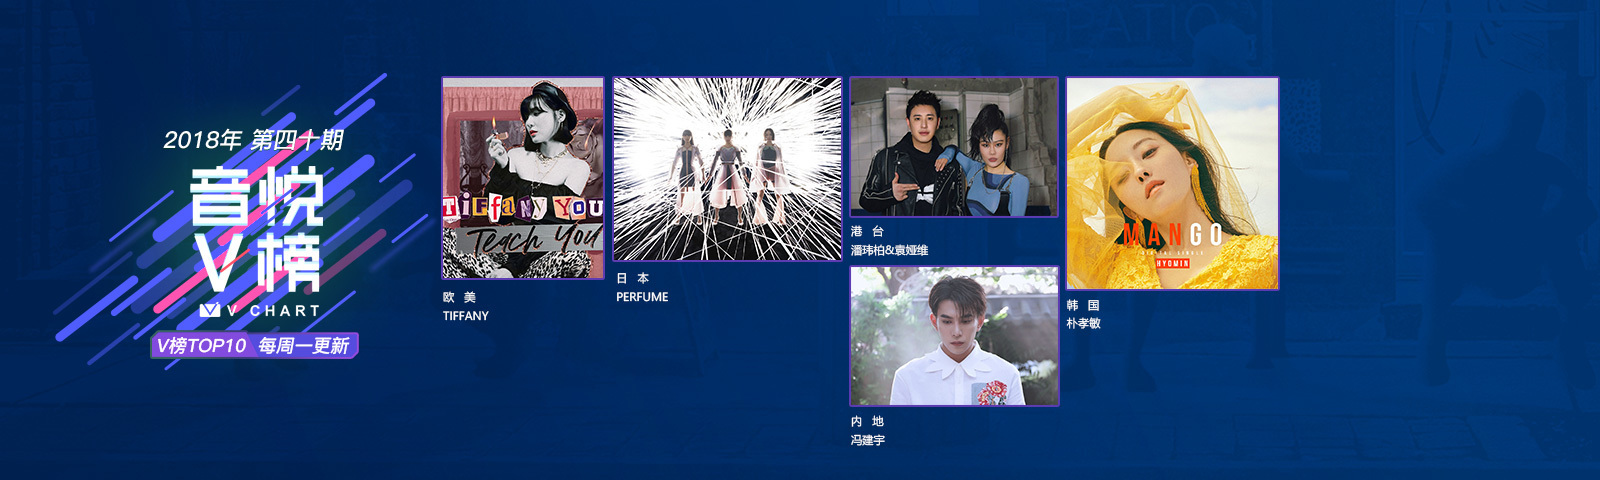 2018年 第四十期
音悦
V榜
V CHART
V榜TOP10 每周一更新
TiffaNY YOU
Teach You
欧 美
TIFFANY
日 本
PERFUME
港 台
潘玮柏&袁娅维
内 地
冯建宇
MANGO
DIGITAL SINGLE
HYOMIN
韩 国
朴孝敏